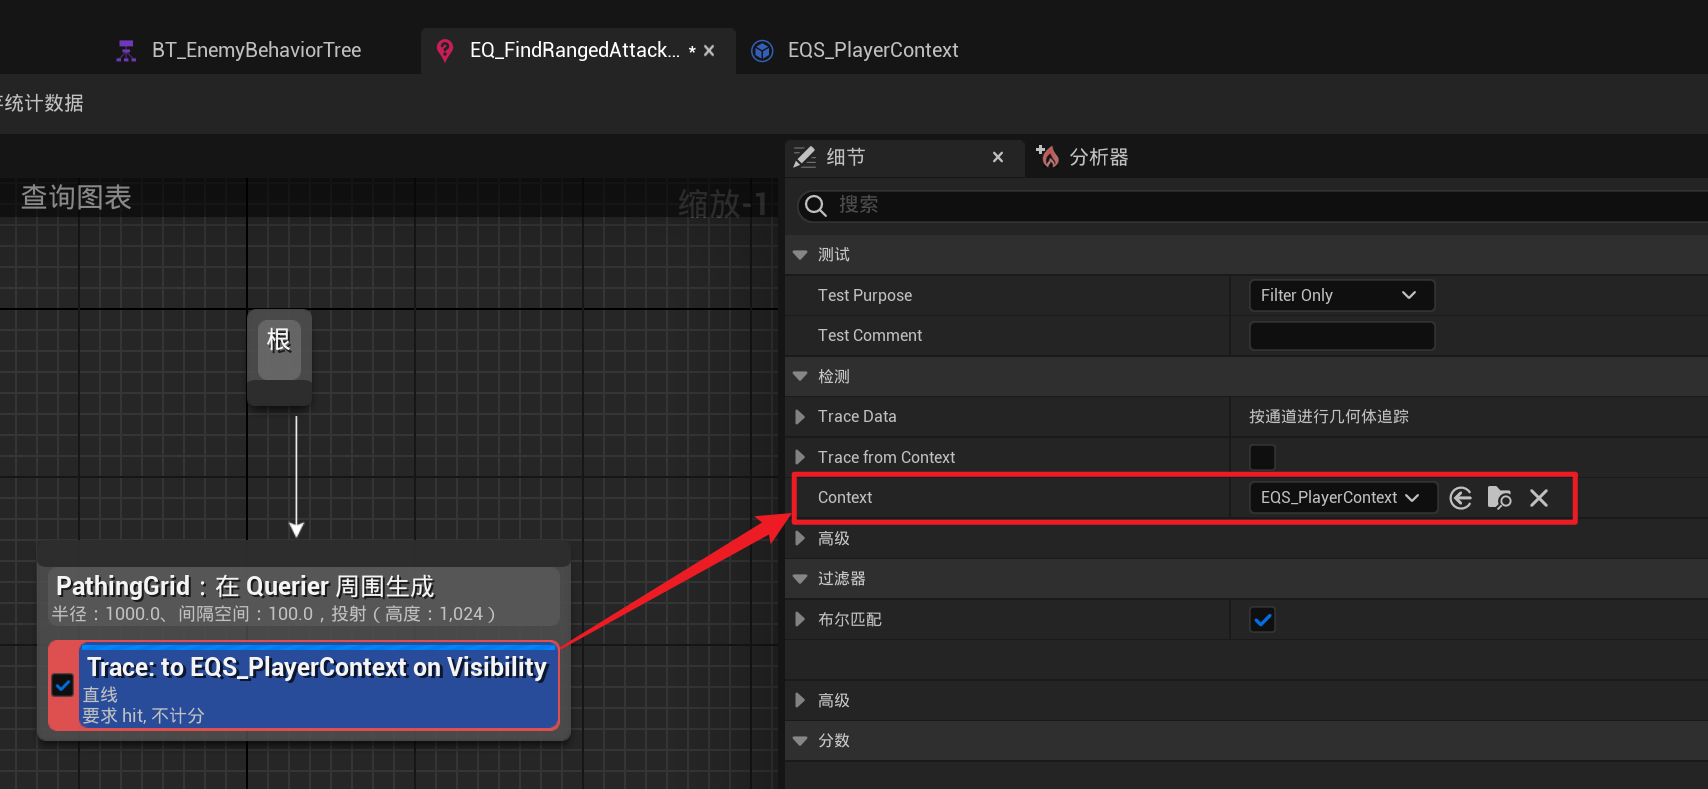 BT_EnemyBehaviorTree
EQ_FindRangedAttack... *
EQS_PlayerContext
统计数据
细节
分析器
查询图表
缩放-1
搜索
测试
Test Purpose
Filter Only
Test Comment
检测
Trace Data
按通道进行几何体追踪
Trace from Context
Context
EQS_PlayerContext
高级
过滤器
布尔匹配
高级
分数
根
PathingGrid：在 Querier 周围生成
半径：1000.0、间隔空间：100.0，投射（高度：1,024）
Trace: to EQS_PlayerContext on Visibility
直线
要求 hit, 不计分